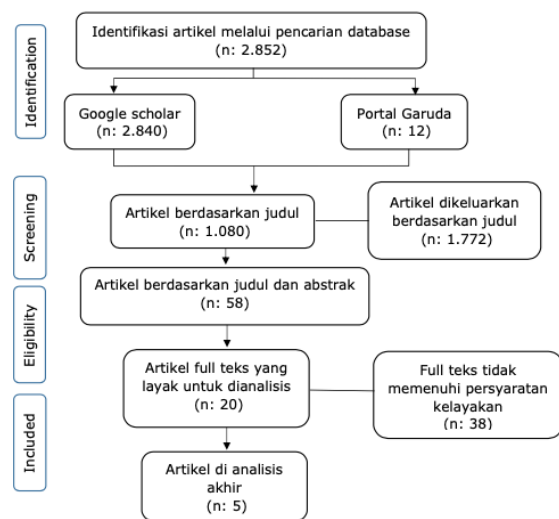 Identification
Identifikasi artikel melalui pencarian database
(n: 2.852)
Google scholar
(n: 2.840)
Portal Garuda
(n: 12)
Screening
Artikel berdasarkan judul
(n: 1.080)
Artikel dikeluarkan
berdasarkan judul
(n: 1.772)
Artikel berdasarkan judul dan abstrak
(n: 58)
Eligibility
Artikel full teks yang
layak untuk dianalisis
(n: 20)
Full teks tidak
memenuhi persyaratan
kelayakan
(n: 38)
Included
Artikel di analisis
akhir
(n: 5)